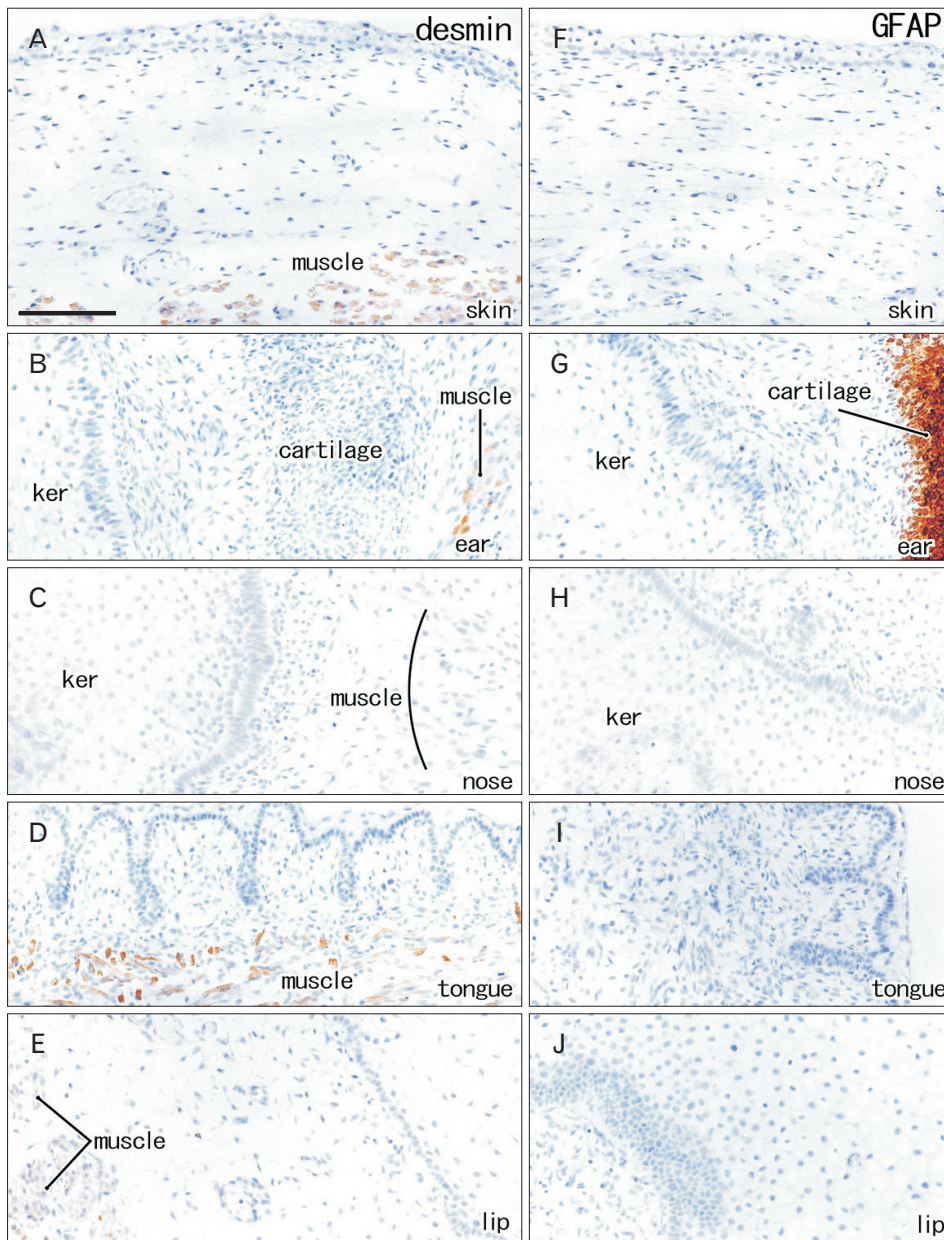 A
desmin
muscle
skin
B
muscle
cartilage
ker
ear
C
ker
muscle
nose
D
muscle
tongue
E
muscle
lip
F
GFAP
skin
G
cartilage
ker
ear
H
ker
nose
I
tongue
J
lip